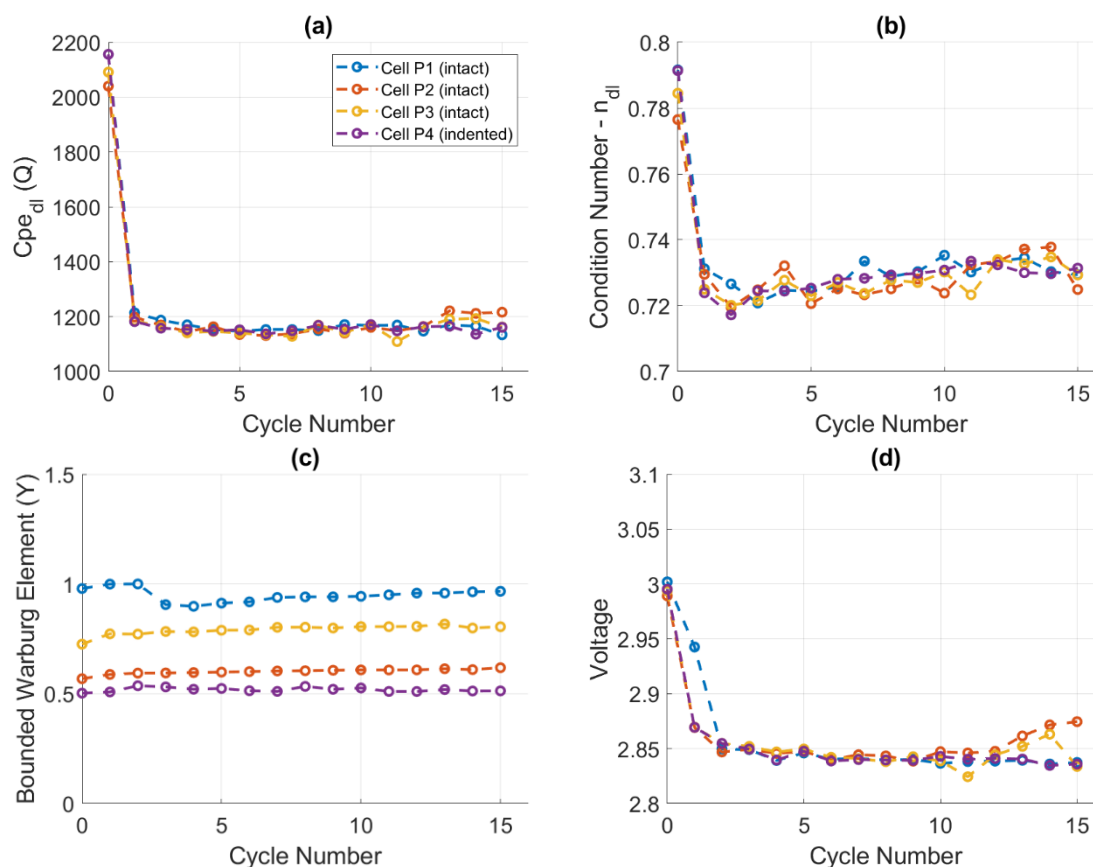 (a)
2200
2000
1800
1600
1400
1200
1000
Cpe_dl (Q)
Cell P1 (intact)
Cell P2 (intact)
Cell P3 (intact)
Cell P4 (indented)
0 5 10 15
Cycle Number
(b)
0.8
0.78
0.76
0.74
0.72
0.7
Condition Number - n_dl
0 5 10 15
Cycle Number
(c)
1.5
1
0.5
0
Bounded Warburg Element (Y)
0 5 10 15
Cycle Number
(d)
3.1
3.05
3
2.95
2.9
2.85
2.8
Voltage
0 5 10 15
Cycle Number